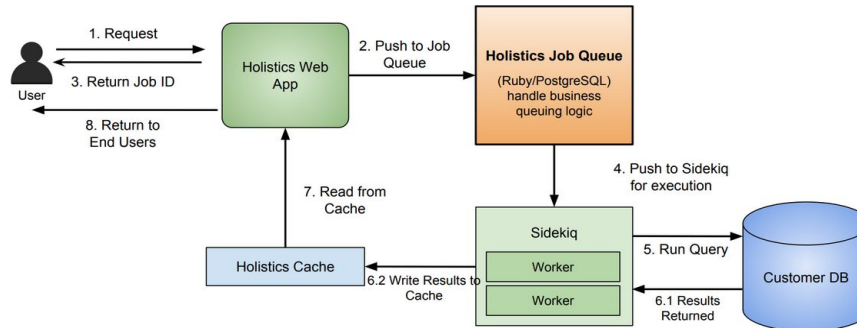 1. Request
3. Return Job ID
User
8. Return to
End Users
Holistics Web
App
2. Push to Job
Queue
Holistics Job Queue
(Ruby/PostgreSQL)
handle business
queuing logic
4. Push to Sidekiq
for execution
7. Read from
Cache
Sidekiq
Worker
Worker
5. Run Query
Customer DB
6.1 Results
Returned
6.2 Write Results to
Cache
Holistics Cache